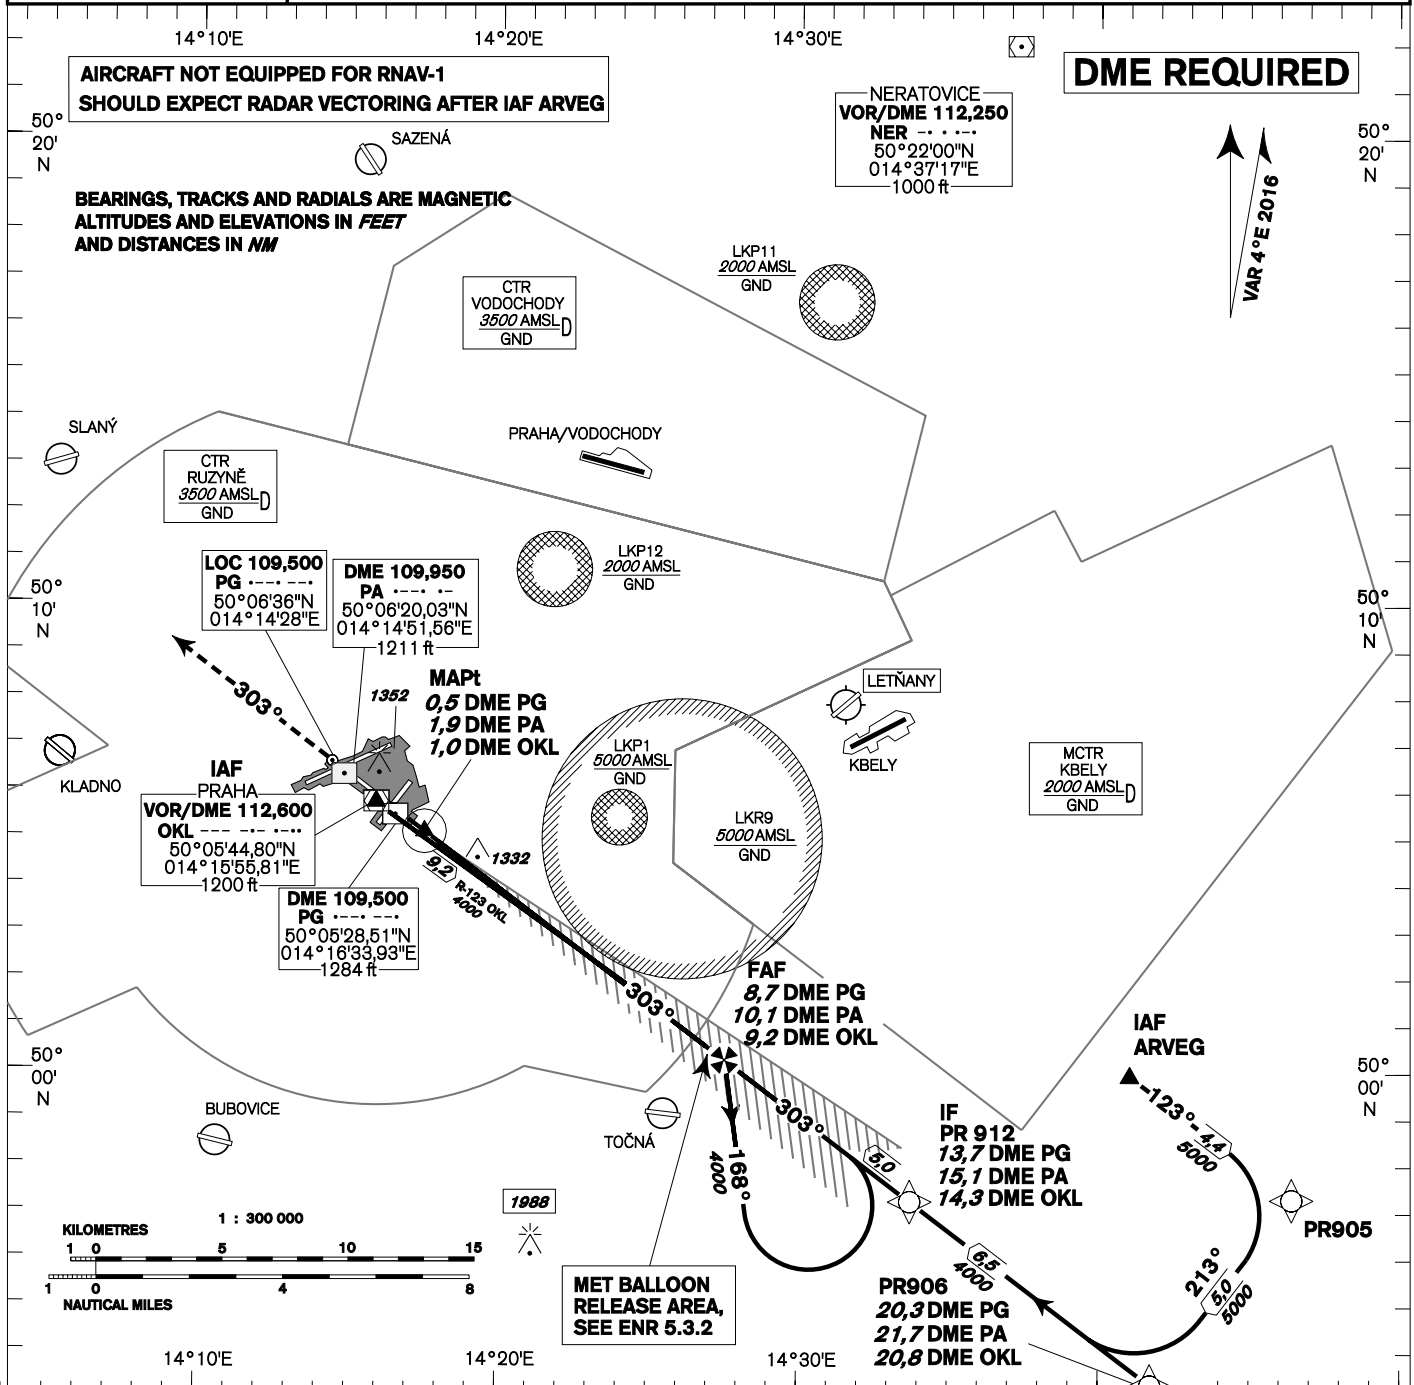 14°10'E
14°20'E
14°30'E
AIRCRAFT NOT EQUIPPED FOR RNAV-1
SHOULD EXPECT RADAR VECTORING AFTER IAF ARVEG
DME REQUIRED
50°
20'
N
SAZENÁ
NERATOVICE
VOR/DME 112,250
NER -· · ·-·
50°22'00"N
014°37'17"E
1000 ft
50°
20'
N
VAR 4°E 2016
BEARINGS, TRACKS AND RADIALS ARE MAGNETIC
ALTITUDES AND ELEVATIONS IN FEET
AND DISTANCES IN NM
LKP11
2000 AMSL
GND
CTR
VODOCHODY
3500 AMSL D
GND
SLANÝ
PRAHA/VODOCHODY
CTR
RUZYNĚ
3500 AMSL D
GND
LKP12
2000 AMSL
GND
LOC 109,500
PG ·--· --·
50°06'36"N
014°14'28"E
DME 109,950
PA ·--· ·-
50°06'20,03"N
014°14'51,56"E
1211 ft
50°
10'
N
50°
10'
N
303°
1352
MAPt
0,5 DME PG
1,9 DME PA
1,0 DME OKL
LETŇANY
KBELY
LKP1
5000 AMSL
GND
MCTR
KBELY
2000 AMSL D
GND
KLADNO
IAF
PRAHA
VOR/DME 112,600
OKL --- -·- ·-··
50°05'44,80"N
014°15'55,81"E
1200 ft
LKR9
5000 AMSL
GND
1332
9,2
R-123 OKL
4000
DME 109,500
PG ·--· --·
50°05'28,51"N
014°16'33,93"E
1284 ft
303°
FAF
8,7 DME PG
10,1 DME PA
9,2 DME OKL
IAF
ARVEG
50°
00'
N
50°
00'
N
123°
4,4
5000
303°
BUBOVICE
TOČNÁ
168°
4000
5,0
IF
PR 912
13,7 DME PG
15,1 DME PA
14,3 DME OKL
PR905
1988
1 : 300 000
KILOMETRES
1 0 5 10 15
1 0 4 8
NAUTICAL MILES
MET BALLOON
RELEASE AREA,
SEE ENR 5.3.2
6,5
4000
213°
5,0
5000
PR906
20,3 DME PG
21,7 DME PA
20,8 DME OKL
14°10'E
14°20'E
14°30'E